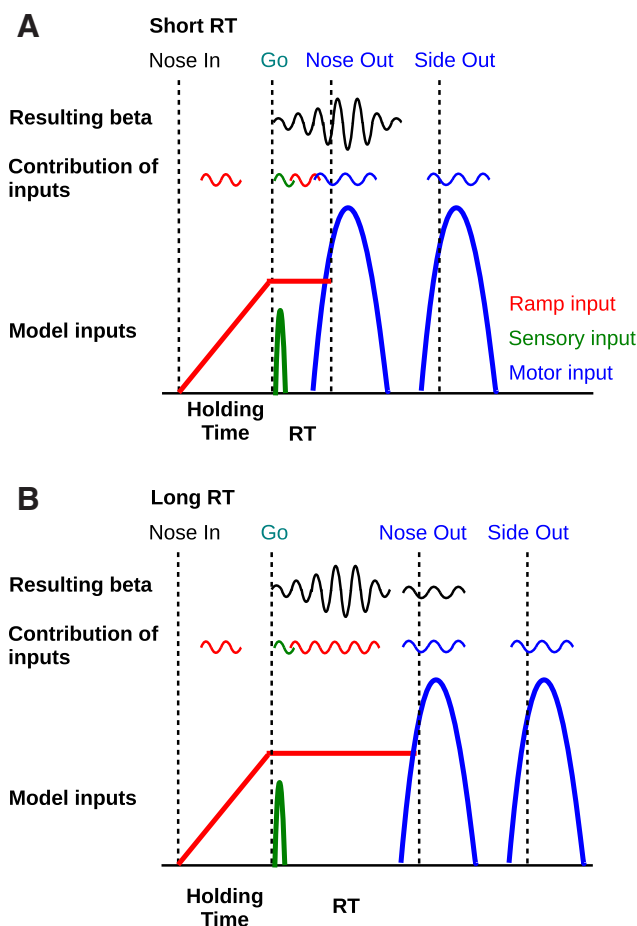 A
Short RT
Nose In Go Nose Out Side Out
Resulting beta
Contribution of
inputs
Ramp input
Model inputs
Sensory input
Motor input
Holding
Time
RT
B
Long RT
Nose In Go Nose Out Side Out
Resulting beta
Contribution of
inputs
Model inputs
Holding
Time
RT